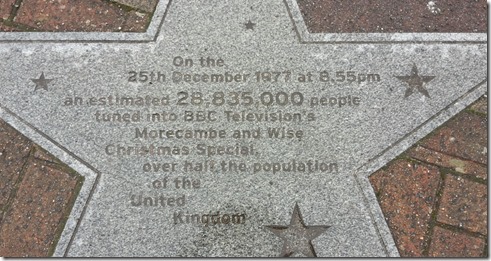 On the
25th December 1977 at 8.55pm
an estimated 28,835,000 people
tuned into BBC Television's
Morecambe and Wise
Christmas Special,
over half the population
of the
United
Kingdom